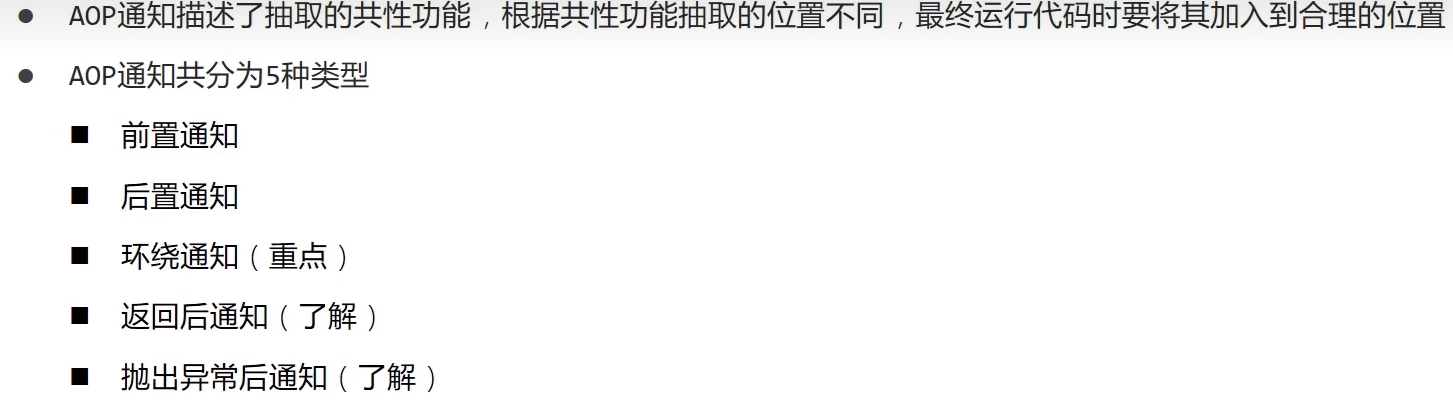 ● AOP通知描述了抽取的共性功能，根据共性功能抽取的位置不同，最终运行代码时要将其加入到合理的位置
● AOP通知共分为5种类型
■ 前置通知
■ 后置通知
■ 环绕通知（重点）
■ 返回后通知（了解）
■ 抛出异常后通知（了解）